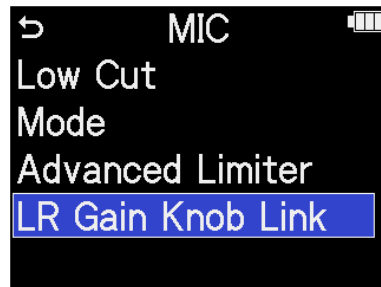 MIC
Low Cut
Mode
Advanced Limiter
LR Gain Knob Link